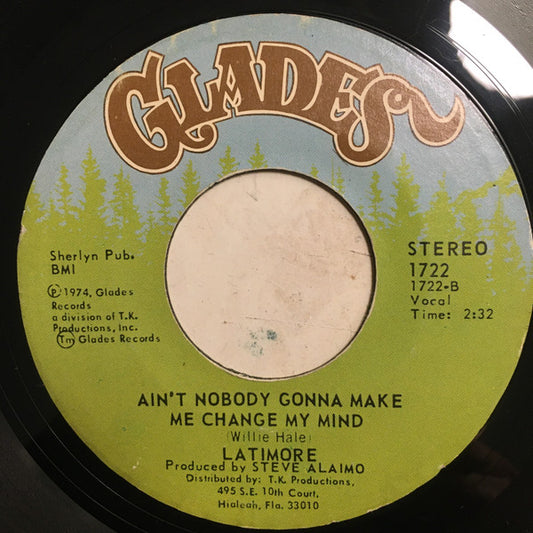 GLADES
Sherlyn Pub.
BMI
Ⓟ 1974, Glades
Records
a division of T.K.
Productions, Inc.
Tm Glades Records
STEREO
1722
1722-B
Vocal
Time: 2:32
AIN'T NOBODY GONNA MAKE
ME CHANGE MY MIND
(Willie Hale)
LATIMORE
Produced by STEVE ALAIMO
Distributed by: T.K. Productions,
495 S.E. 10th Court,
Hialeah, Fla. 33010